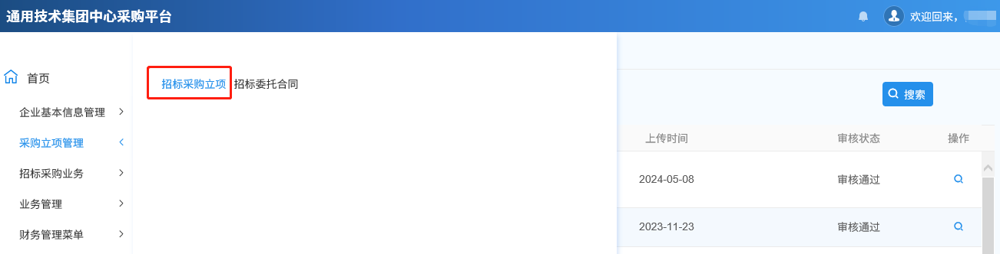 通用技术集团中心采购平台
欢迎回来，
首页
企业基本信息管理
采购立项管理
招标采购业务
业务管理
财务管理菜单
招标采购立项 招标委托合同
搜索
上传时间 审核状态 操作
2024-05-08 审核通过
2023-11-23 审核通过